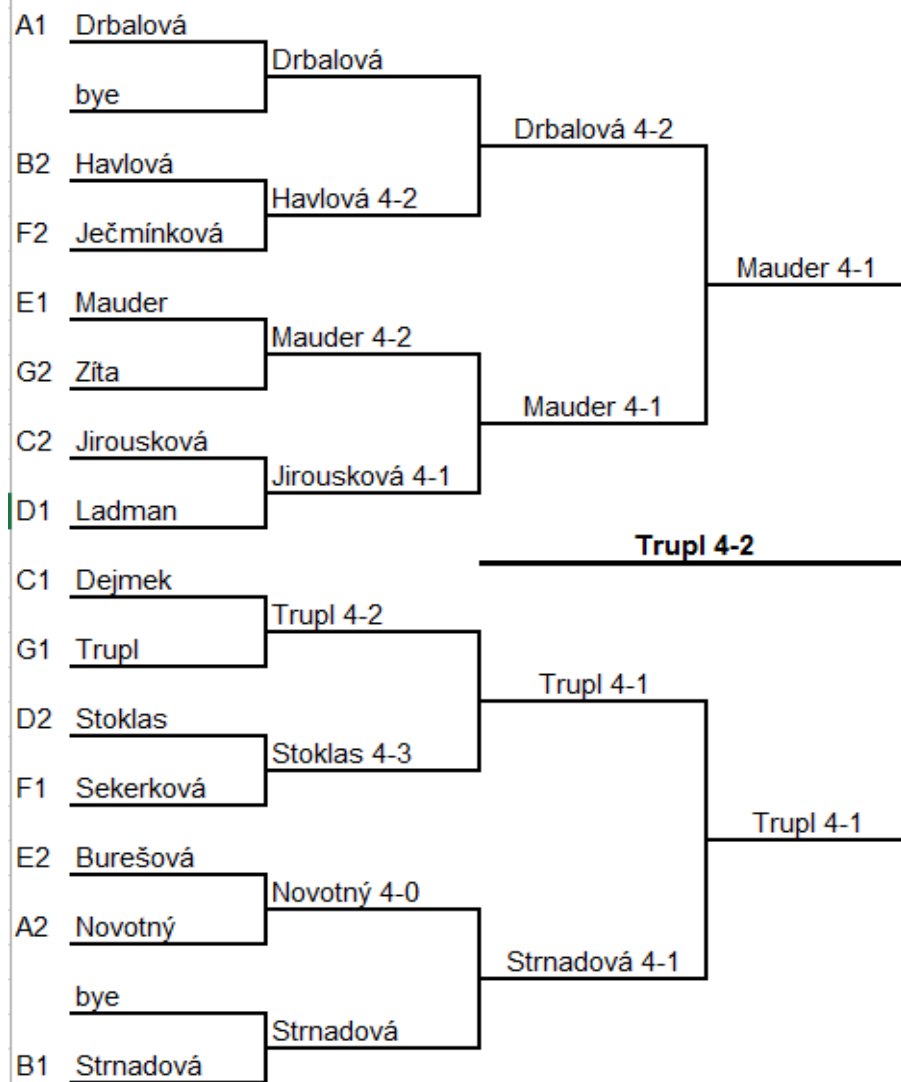 A1 Drbalová
Drbalová
bye
Drbalová 4-2
B2 Havlová
Havlová 4-2
F2 Ječmínková
Mauder 4-1
E1 Mauder
Mauder 4-2
G2 Zíta
Mauder 4-1
C2 Jirousková
Jirousková 4-1
D1 Ladman
Trupl 4-2
C1 Dejmek
Trupl 4-2
G1 Trupl
Trupl 4-1
D2 Stoklas
Stoklas 4-3
F1 Sekerková
Trupl 4-1
E2 Burešová
Novotný 4-0
A2 Novotný
Strnadová 4-1
bye
Strnadová
B1 Strnadová